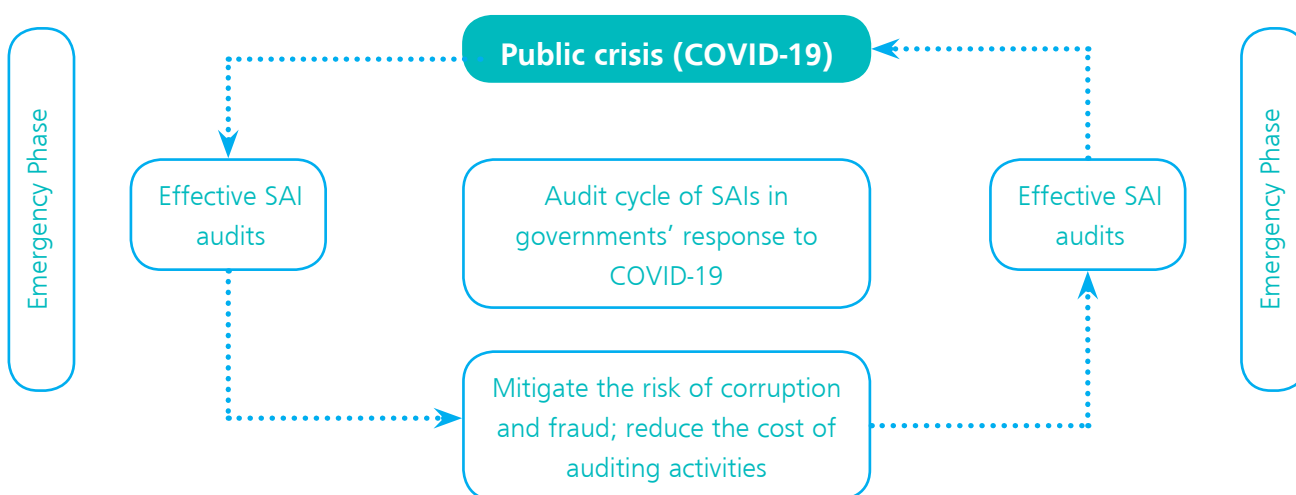 Public crisis (COVID-19)
Emergency Phase
Effective SAI
audits
Audit cycle of SAIs in
governments’ response to
COVID-19
Effective SAI
audits
Emergency Phase
Mitigate the risk of corruption
and fraud; reduce the cost of
auditing activities